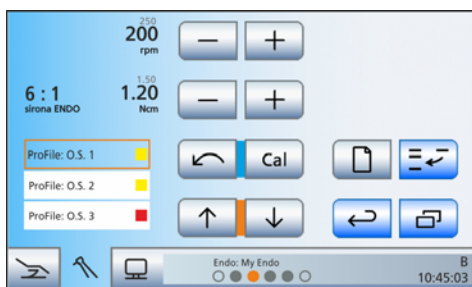 250
200
rpm
6 : 1
sirona ENDO
1.50
1.20
Ncm
ProFile: O.S. 1
Cal
ProFile: O.S. 2
ProFile: O.S. 3
Endo: My Endo
B
10:45:03